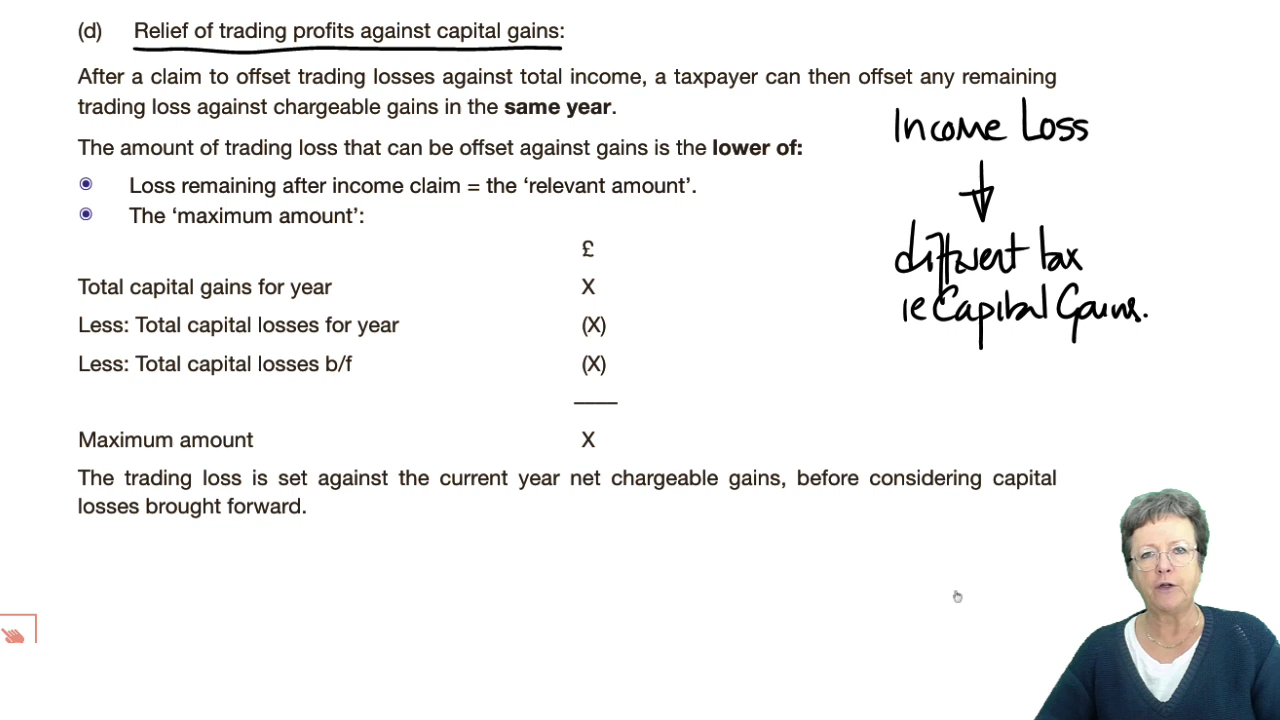 (d) Relief of trading profits against capital gains:
After a claim to offset trading losses against total income, a taxpayer can then offset any remaining
trading loss against chargeable gains in the same year.
The amount of trading loss that can be offset against gains is the lower of:
Loss remaining after income claim = the ‘relevant amount’.
The ‘maximum amount’:
£
Total capital gains for year X
Less: Total capital losses for year (X)
Less: Total capital losses b/f (X)
Maximum amount X
The trading loss is set against the current year net chargeable gains, before considering capital
losses brought forward.
Income Loss
different tax
ie Capital Gains.